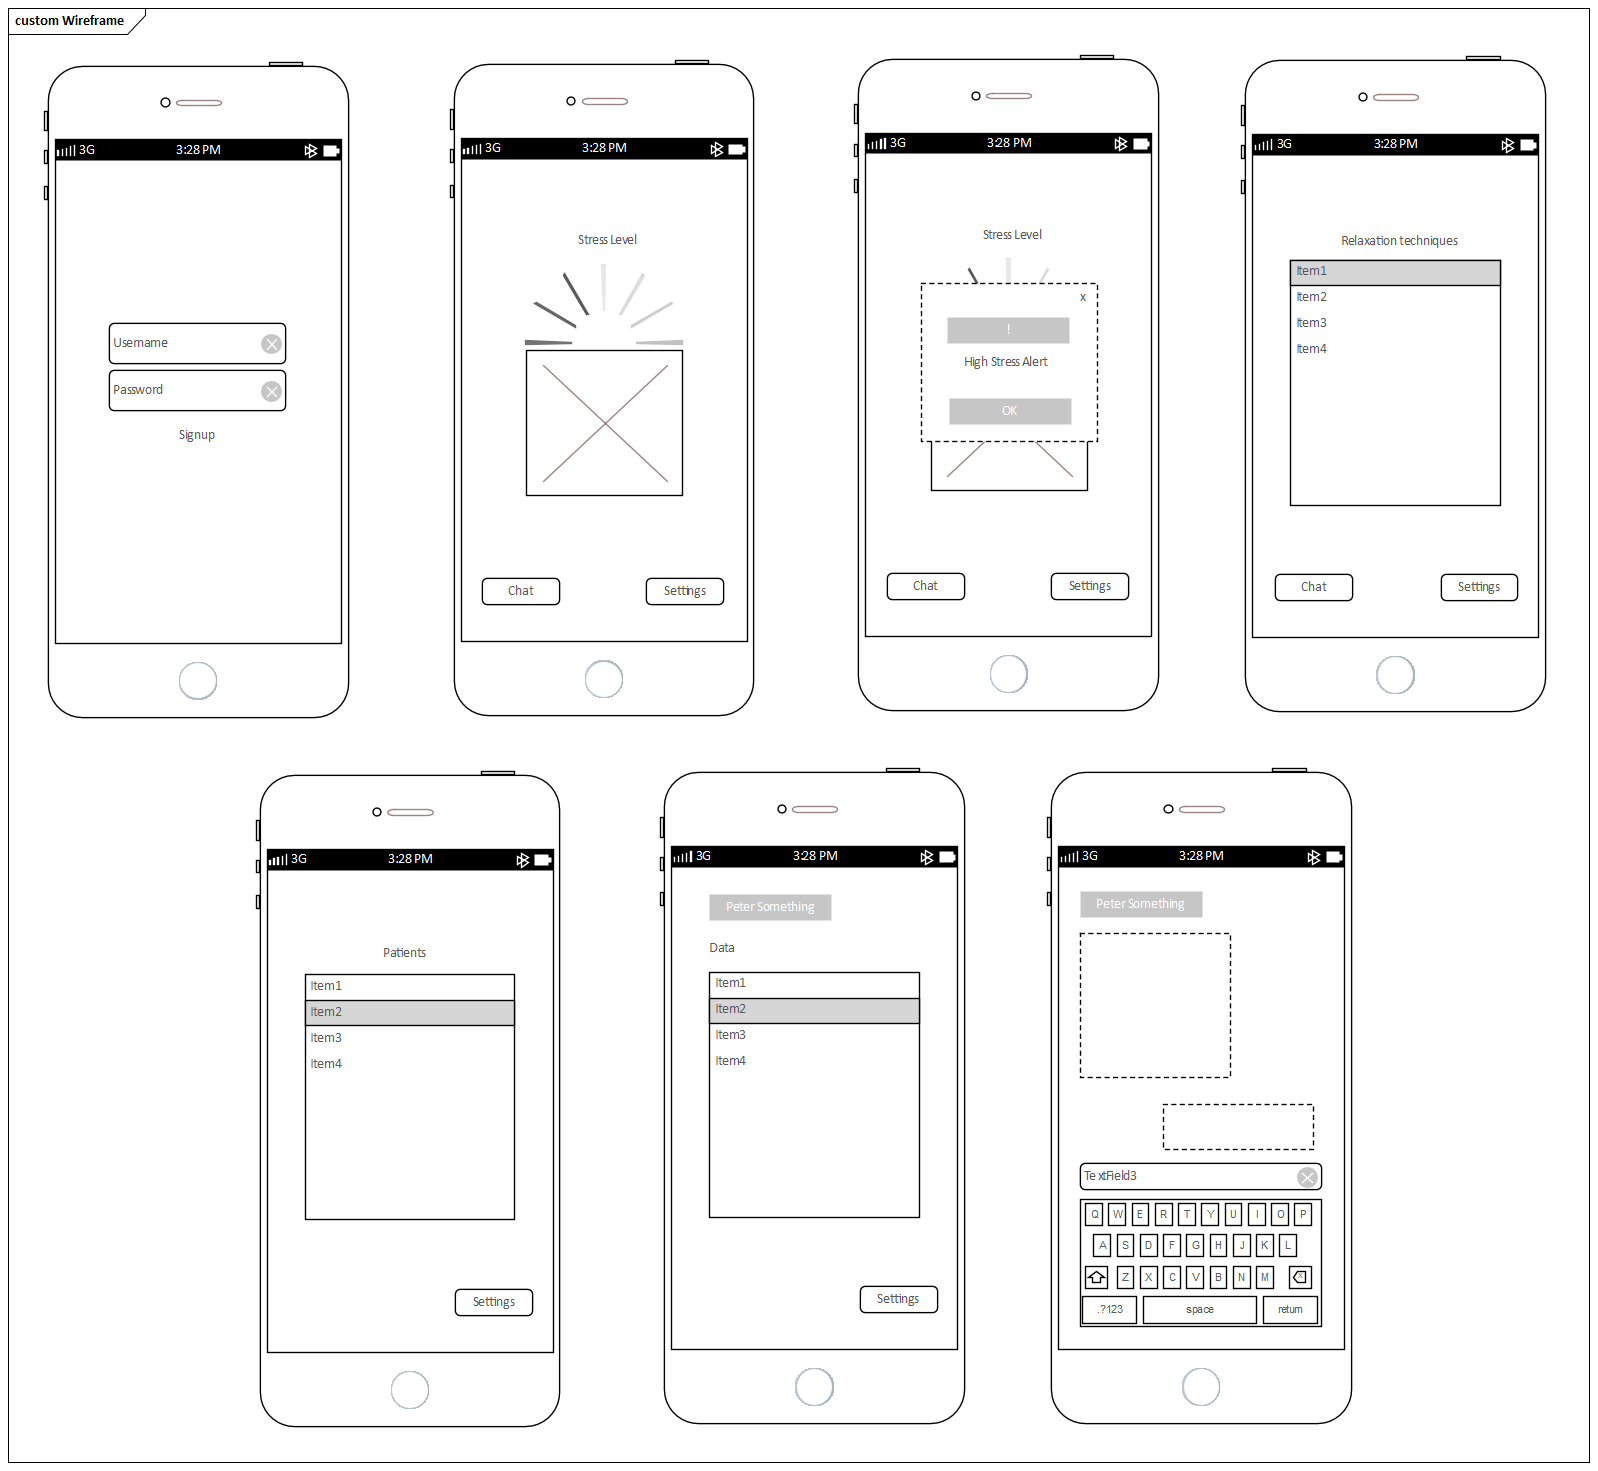 custom Wireframe
3G 3:28 PM
Username
Password
Signup
3G 3:28 PM
Stress Level
Chat Settings
3G 3:28 PM
Stress Level
x
!
High Stress Alert
OK
Chat Settings
3G 3:28 PM
Relaxation techniques
Item1
Item2
Item3
Item4
Chat Settings
3G 3:28 PM
Patients
Item1
Item2
Item3
Item4
Settings
3G 3:28 PM
Peter Something
Data
Item1
Item2
Item3
Item4
Settings
3G 3:28 PM
Peter Something
TextField3
Q W E R T Y U I O P
A S D F G H J K L
Z X C V B N M
.?123 space return